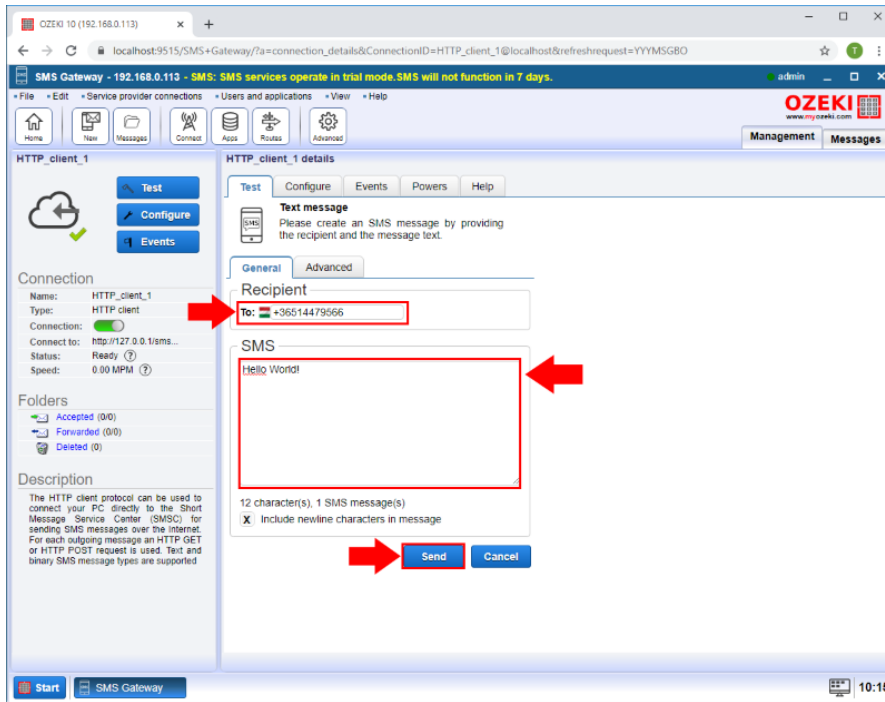 OZEKI 10 (192.168.0.113)
localhost:9515/SMS+Gateway/?a=connection_details&ConnectionID=HTTP_client_1@localhost&refreshrequest=YYYMSGBO
T
SMS Gateway - 192.168.0.113 - SMS: SMS services operate in trial mode.SMS will not function in 7 days.
admin
File Edit Service provider connections Users and applications View Help
Home New Messages Connect Apps Routes Advanced
OZEKI
www.myozeki.com
Management Messages
HTTP_client_1
Test
Configure
Events
Connection
Name: HTTP_client_1
Type: HTTP client
Connection:
Connect to: http://127.0.0.1/sms...
Status: Ready ?
Speed: 0.00 MPM ?
Folders
Accepted (0/0)
Forwarded (0/0)
Deleted (0)
Description
The HTTP client protocol can be used to
connect your PC directly to the Short
Message Service Center (SMSC) for
sending SMS messages over the Internet.
For each outgoing message an HTTP GET
or HTTP POST request is used. Text and
binary SMS message types are supported
HTTP_client_1 details
Test Configure Events Powers Help
SMS
Text message
Please create an SMS message by providing
the recipient and the message text.
General Advanced
Recipient
To: +36514479566
SMS
Hello World!
12 character(s), 1 SMS message(s)
X Include newline characters in message
Send Cancel
Start SMS Gateway